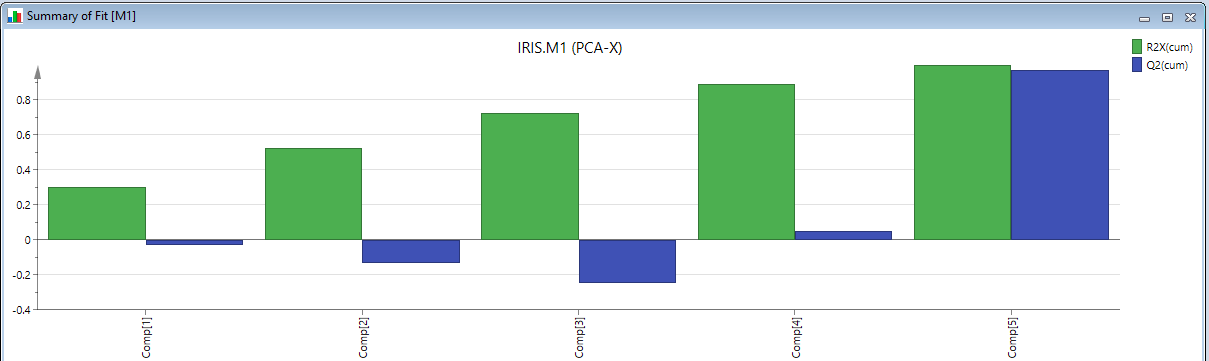 Summary of Fit [M1]
IRIS.M1 (PCA-X)
R2X(cum)
Q2(cum)
0.8
0.6
0.4
0.2
0
-0.2
-0.4
Comp[1]
Comp[2]
Comp[3]
Comp[4]
Comp[5]